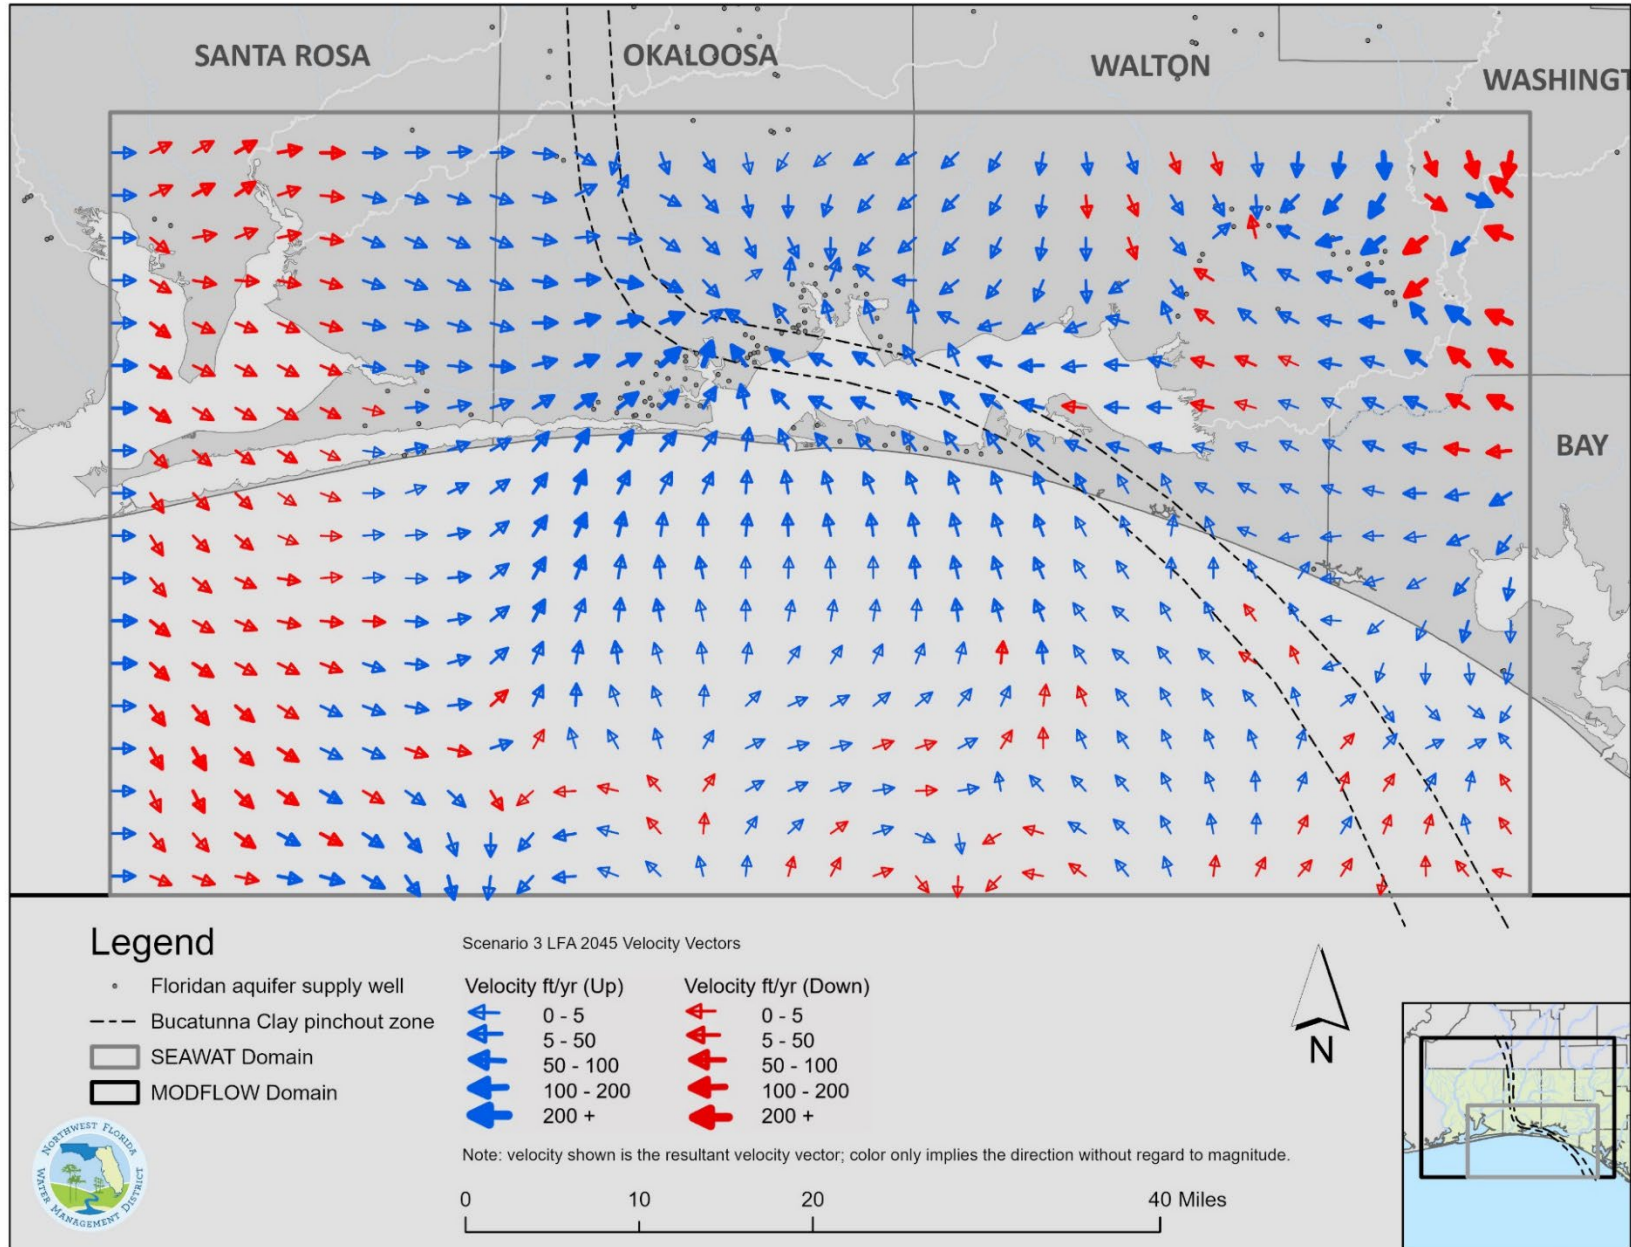 SANTA ROSA
OKALOOSA
WALTON
WASHINGT
BAY
Legend
Floridan aquifer supply well
Bucatunna Clay pinchout zone
SEAWAT Domain
MODFLOW Domain
Scenario 3 LFA 2045 Velocity Vectors
Velocity ft/yr (Up)
0 - 5
5 - 50
50 - 100
100 - 200
200 +
Velocity ft/yr (Down)
0 - 5
5 - 50
50 - 100
100 - 200
200 +
Note: velocity shown is the resultant velocity vector; color only implies the direction without regard to magnitude.
0 10 20 40 Miles
N
NORTHWEST FLORIDA
WATER MANAGEMENT DISTRICT